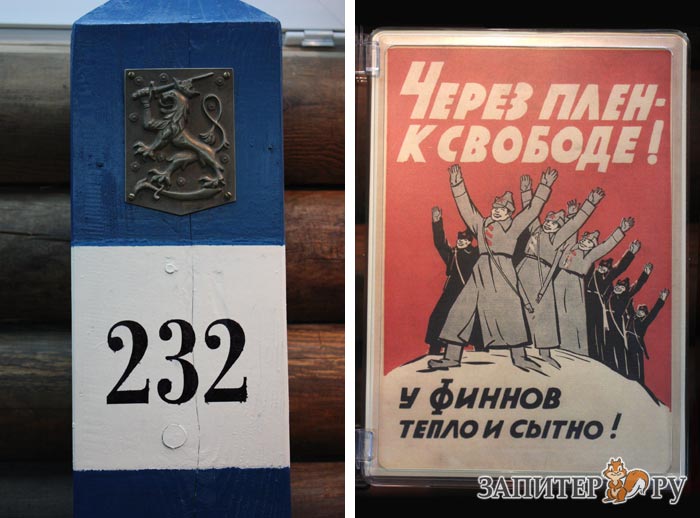 232
ЧЕРЕЗ ПЛЕН-
К СВОБОДЕ!
У ФИННОВ
ТЕПЛО И СЫТНО!
ЗАПИТЕР РУ